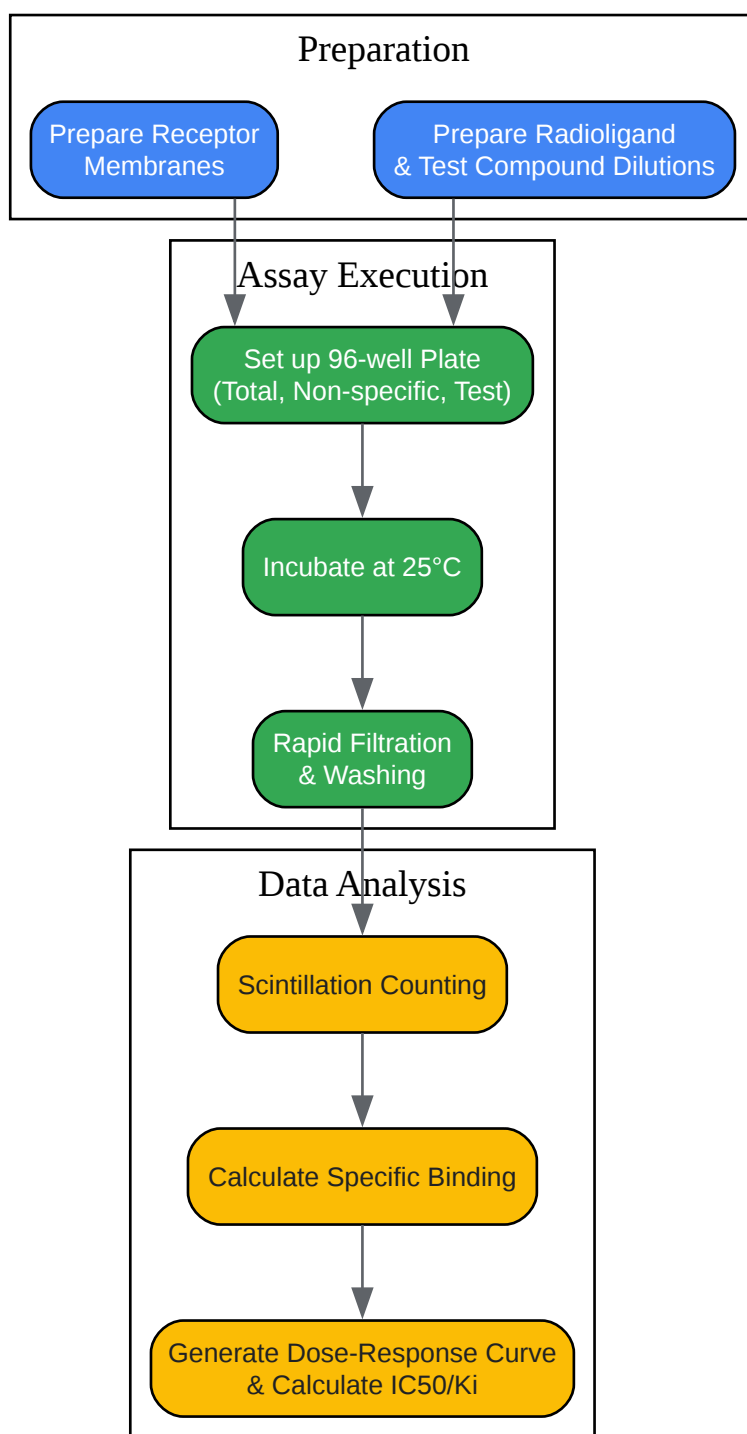 Preparation
Prepare Receptor
Membranes
Prepare Radioligand
& Test Compound Dilutions
Assay Execution
Set up 96-well Plate
(Total, Non-specific, Test)
Incubate at 25°C
Rapid Filtration
& Washing
Data Analysis
Scintillation Counting
Calculate Specific Binding
Generate Dose-Response Curve
& Calculate IC50/Ki